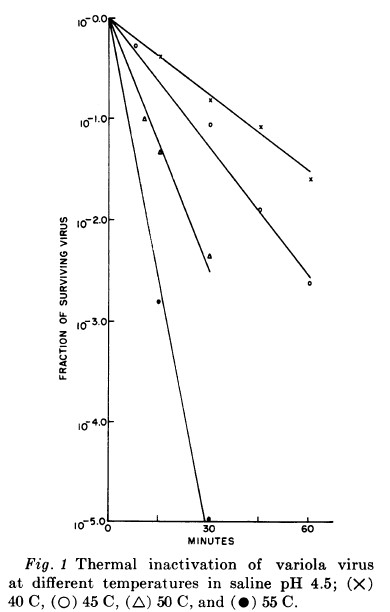 10-0.0
10-1.0
FRACTION OF SURVIVING VIRUS
10-2.0
10-3.0
10-4.0
10-5.0
0 15 30 45 60
MINUTES
Fig. 1 Thermal inactivation of variola virus
at different temperatures in saline pH 4.5; (×)
40 C, (○) 45 C, (△) 50 C, and (●) 55 C.